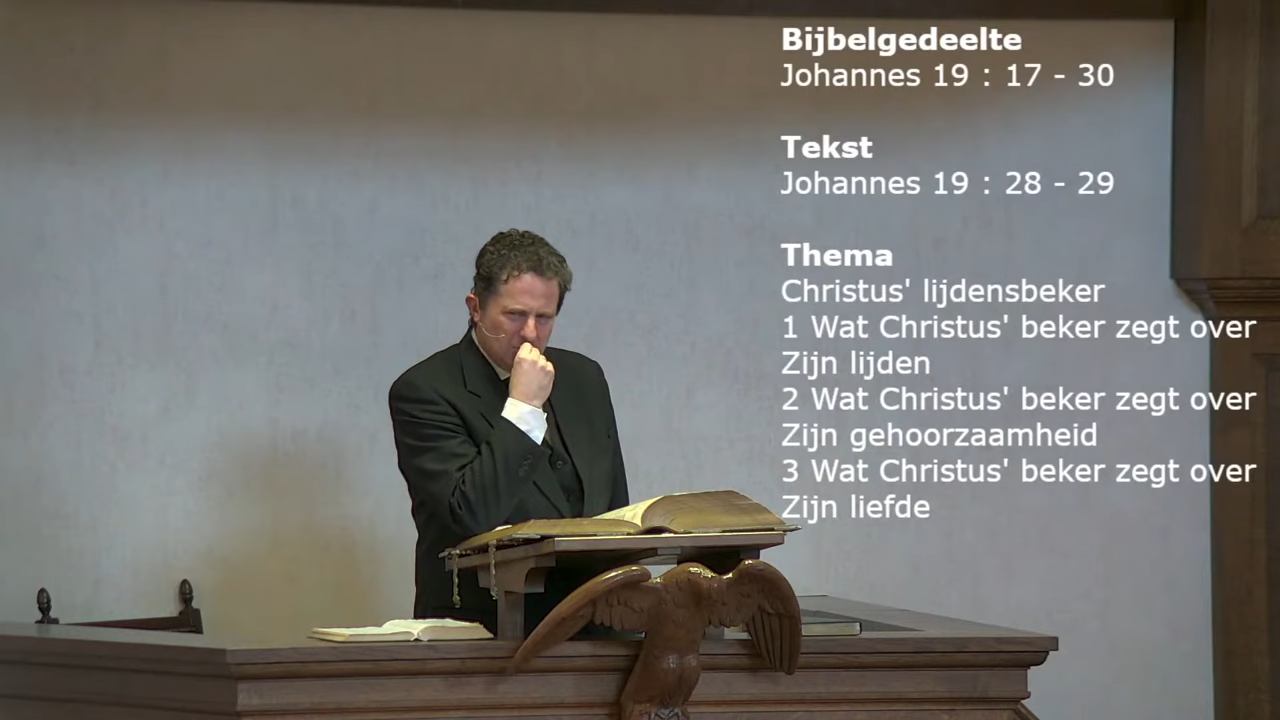 Bijbelgedeelte
Johannes 19 : 17 - 30
Tekst
Johannes 19 : 28 - 29
Thema
Christus' lijdensbeker
1 Wat Christus' beker zegt over
Zijn lijden
2 Wat Christus' beker zegt over
Zijn gehoorzaamheid
3 Wat Christus' beker zegt over
Zijn liefde